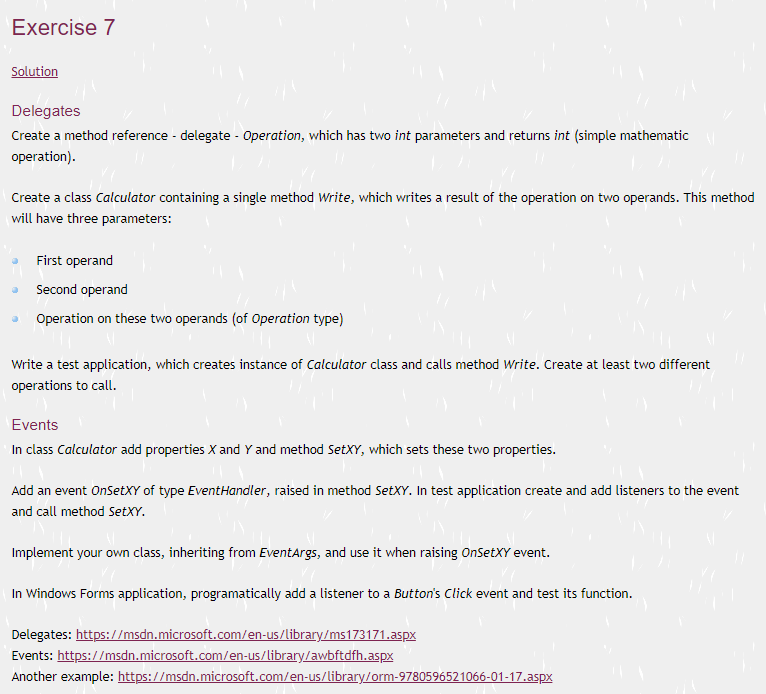 Exercise 7
Solution
Delegates
Create a method reference - delegate - Operation, which has two int parameters and returns int (simple mathematic
operation).
Create a class Calculator containing a single method Write, which writes a result of the operation on two operands. This method
will have three parameters:
First operand
Second operand
Operation on these two operands (of Operation type)
Write a test application, which creates instance of Calculator class and calls method Write. Create at least two different
operations to call.
Events
In class Calculator add properties X and Y and method SetXY, which sets these two properties.
Add an event OnSetXY of type EventHandler, raised in method SetXY. In test application create and add listeners to the event
and call method SetXY.
Implement your own class, inheriting from EventArgs, and use it when raising OnSetXY event.
In Windows Forms application, programatically add a listener to a Button's Click event and test its function.
Delegates: https://msdn.microsoft.com/en-us/library/ms173171.aspx
Events: https://msdn.microsoft.com/en-us/library/awbftdfh.aspx
Another example: https://msdn.microsoft.com/en-us/library/orm-9780596521066-01-17.aspx